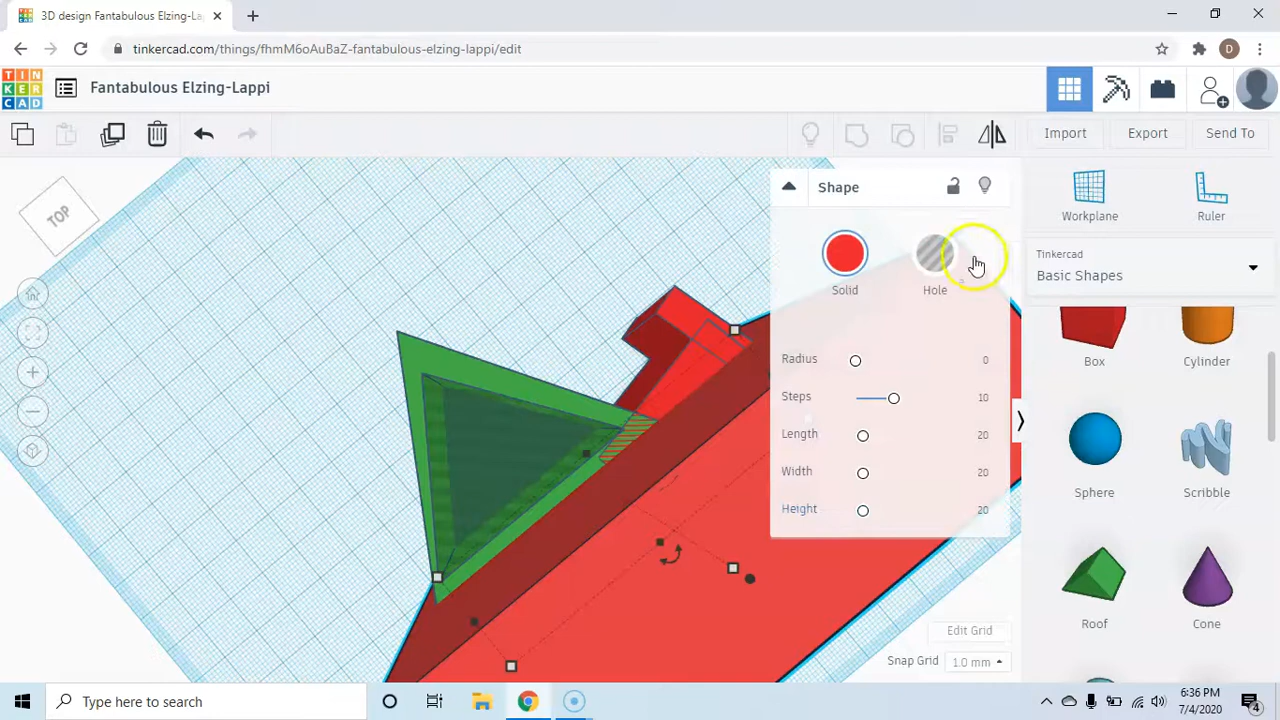 3D design Fantabulous Elzing-La
tinkercad.com/things/fhmM6oAuBaZ-fantabulous-elzing-lappi/edit
D
TIN
KER
CAD
Fantabulous Elzing-Lappi
Import
Export
Send To
TOP
Shape
Solid
Hole
Radius 0
Steps 10
Length 20
Width 20
Height 20
Workplane
Ruler
Tinkercad
Basic Shapes
Box
Cylinder
Sphere
Scribble
Roof
Cone
Edit Grid
Snap Grid 1.0 mm
Type here to search
6:36 PM
7/4/2020
4